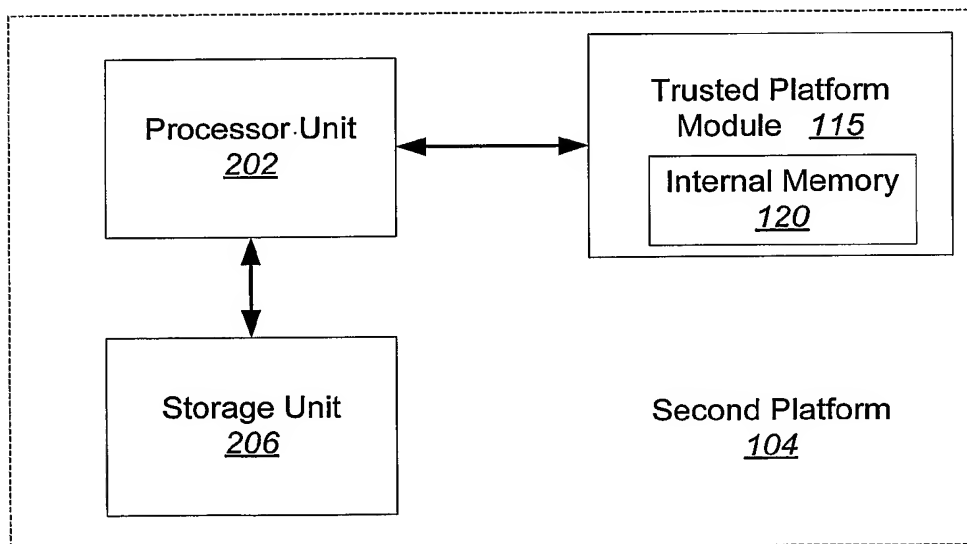 Processor Unit
202
Trusted Platform
Module 115
Internal Memory
120
Storage Unit
206
Second Platform
104